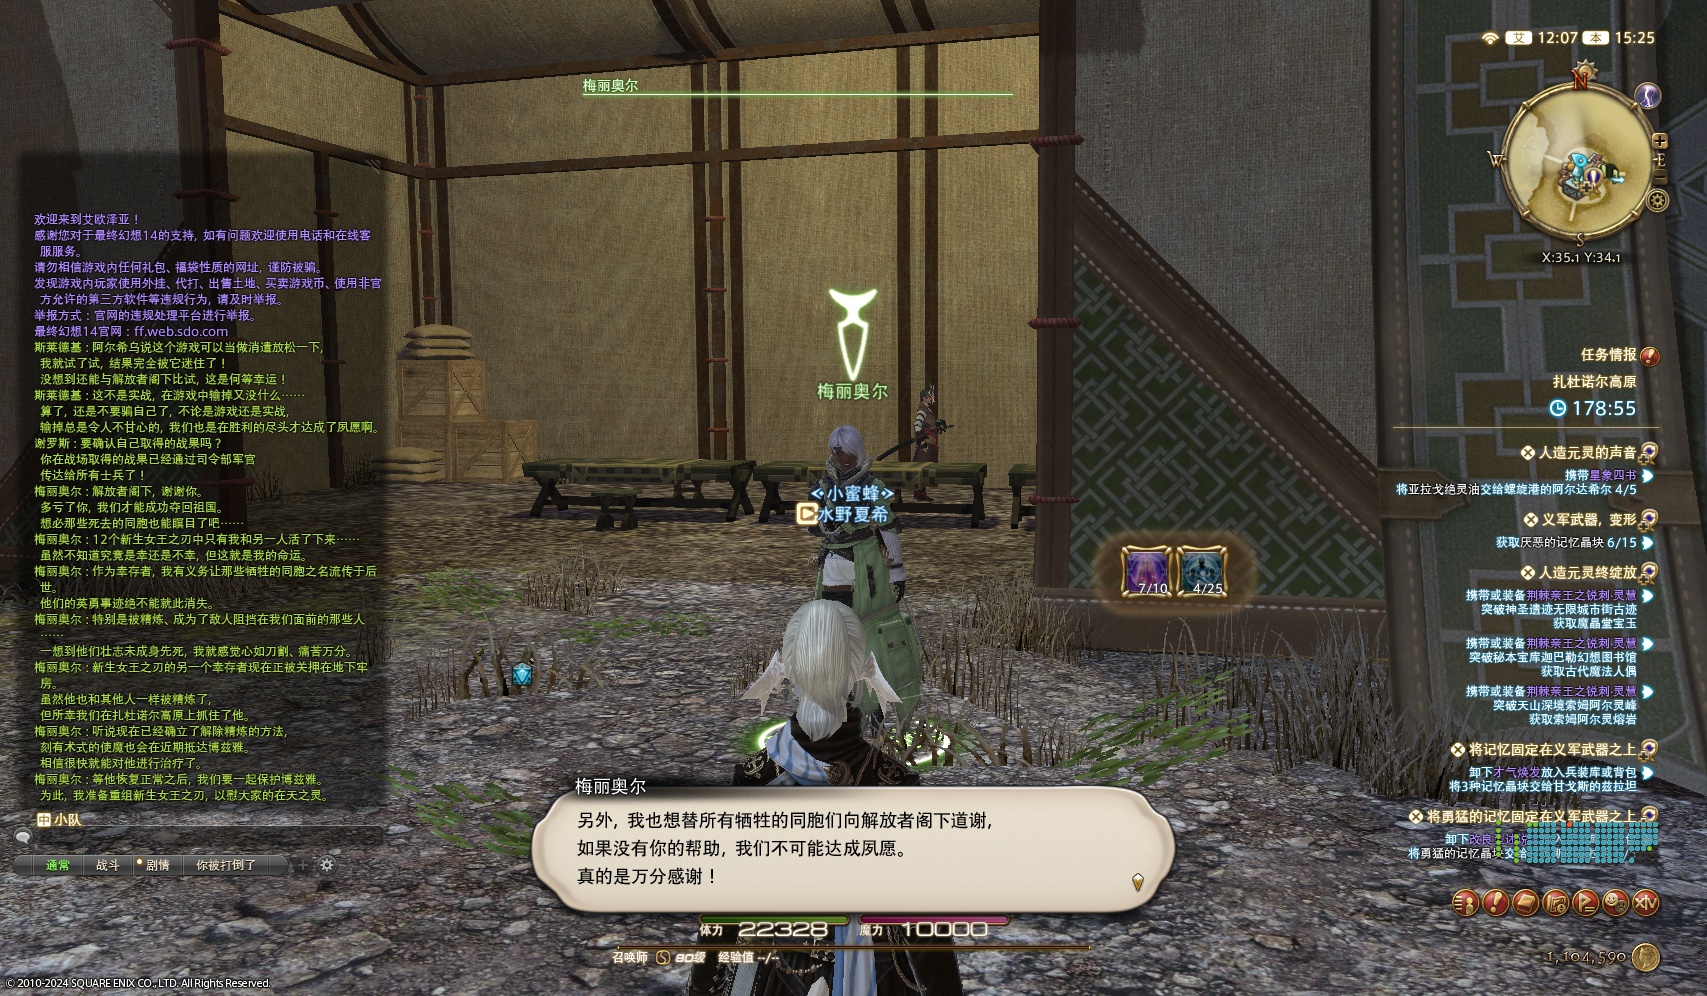 梅丽奥尔
艾 12:07 本 15:25
N
W
E
S
X:35.1 Y:34.1
欢迎来到艾欧泽亚！
感谢您对于最终幻想14的支持, 如有问题欢迎使用电话和在线客
服服务。
请勿相信游戏内任何礼包、福袋性质的网址, 谨防被骗。
发现游戏内玩家使用外挂、代打、出售土地、买卖游戏币、使用非官
方允许的第三方软件等违规行为, 请及时举报。
举报方式：官网的违规处理平台进行举报。
最终幻想14官网：ff.web.sdo.com
斯莱德基：阿尔希乌说这个游戏可以当做消遣放松一下,
我就试了试, 结果完全被它迷住了！
没想到还能与解放者阁下比试, 这是何等幸运！
斯莱德基：这不是实战, 在游戏中输掉又没什么……
算了, 还是不要骗自己了, 不论是游戏还是实战,
输掉总是令人不甘心的, 我们也是在胜利的尽头才达成了夙愿啊。
谢罗斯：要确认自己取得的战果吗？
你在战场取得的战果已经通过司令部军官
传达给所有士兵了！
梅丽奥尔：解放者阁下, 谢谢你。
多亏了你, 我们才能成功夺回祖国。
想必那些死去的同胞也能瞑目了吧……
梅丽奥尔：12个新生女王之刃中只有我和另一人活了下来……
虽然不知道究竟是幸还是不幸, 但这就是我的命运。
梅丽奥尔：作为幸存者, 我有义务让那些牺牲的同胞之名流传于后
世。
他们的英勇事迹绝不能就此消失。
梅丽奥尔：特别是被精炼、成为了敌人阻挡在我们面前的那些人
……
一想到他们壮志未成身先死, 我就感觉心如刀割、痛苦万分。
梅丽奥尔：新生女王之刃的另一个幸存者现在正被关押在地下牢
房。
虽然他也和其他人一样被精炼了,
但所幸我们在扎杜诺尔高原上抓住了他。
梅丽奥尔：听说现在已经确立了解除精炼的方法,
刻有术式的使魔也会在近期抵达博兹雅。
相信很快就能对他进行治疗了。
梅丽奥尔：等他恢复正常之后, 我们要一起保护博兹雅。
为此, 我准备重组新生女王之刃, 以慰大家的在天之灵。
小队
通常
战斗
剧情
你被打倒了
梅丽奥尔
小蜜蜂
水野夏希
7/10
4/25
任务情报
扎杜诺尔高原
178:55
人造元灵的声音
携带星象四书
将亚拉戈绝灵油交给螺旋港的阿尔达希尔 4/5
义军武器, 变形
获取厌恶的记忆晶块 6/15
人造元灵终绽放
携带或装备荆棘亲王之锐刺·灵慧
突破神圣遗迹无限城市街古迹
获取魔晶堂宝玉
携带或装备荆棘亲王之锐刺·灵慧
突破秘本宝库迦巴勒幻想图书馆
获取古代魔法人偶
携带或装备荆棘亲王之锐刺·灵慧
突破天山深境索姆阿尔灵峰
获取索姆阿尔灵熔岩
将记忆固定在义军武器之上
卸下才气焕发放入兵装库或背包
将3种记忆晶块交给甘戈斯的兹拉坦
将勇猛的记忆固定在义军武器之上
卸下改良
将勇猛的记忆晶块交给
梅丽奥尔
另外, 我也想替所有牺牲的同胞们向解放者阁下道谢,
如果没有你的帮助, 我们不可能达成夙愿。
真的是万分感谢！
体力 22328 魔力 10000
召唤师 80级 经验值 --/--
1,104,590
© 2010-2024 SQUARE ENIX CO., LTD. All Rights Reserved.